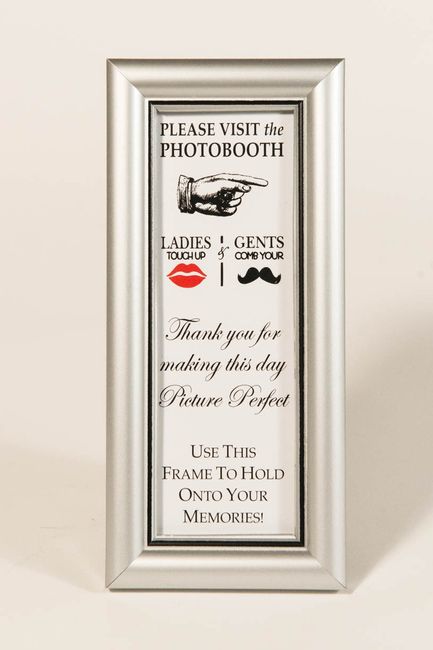 PLEASE VISIT the
PHOTOBOOTH
LADIES & GENTS
TOUCH UP COMB YOUR
Thank you for
making this day
Picture Perfect
USE THIS
FRAME TO HOLD
ONTO YOUR
MEMORIES!